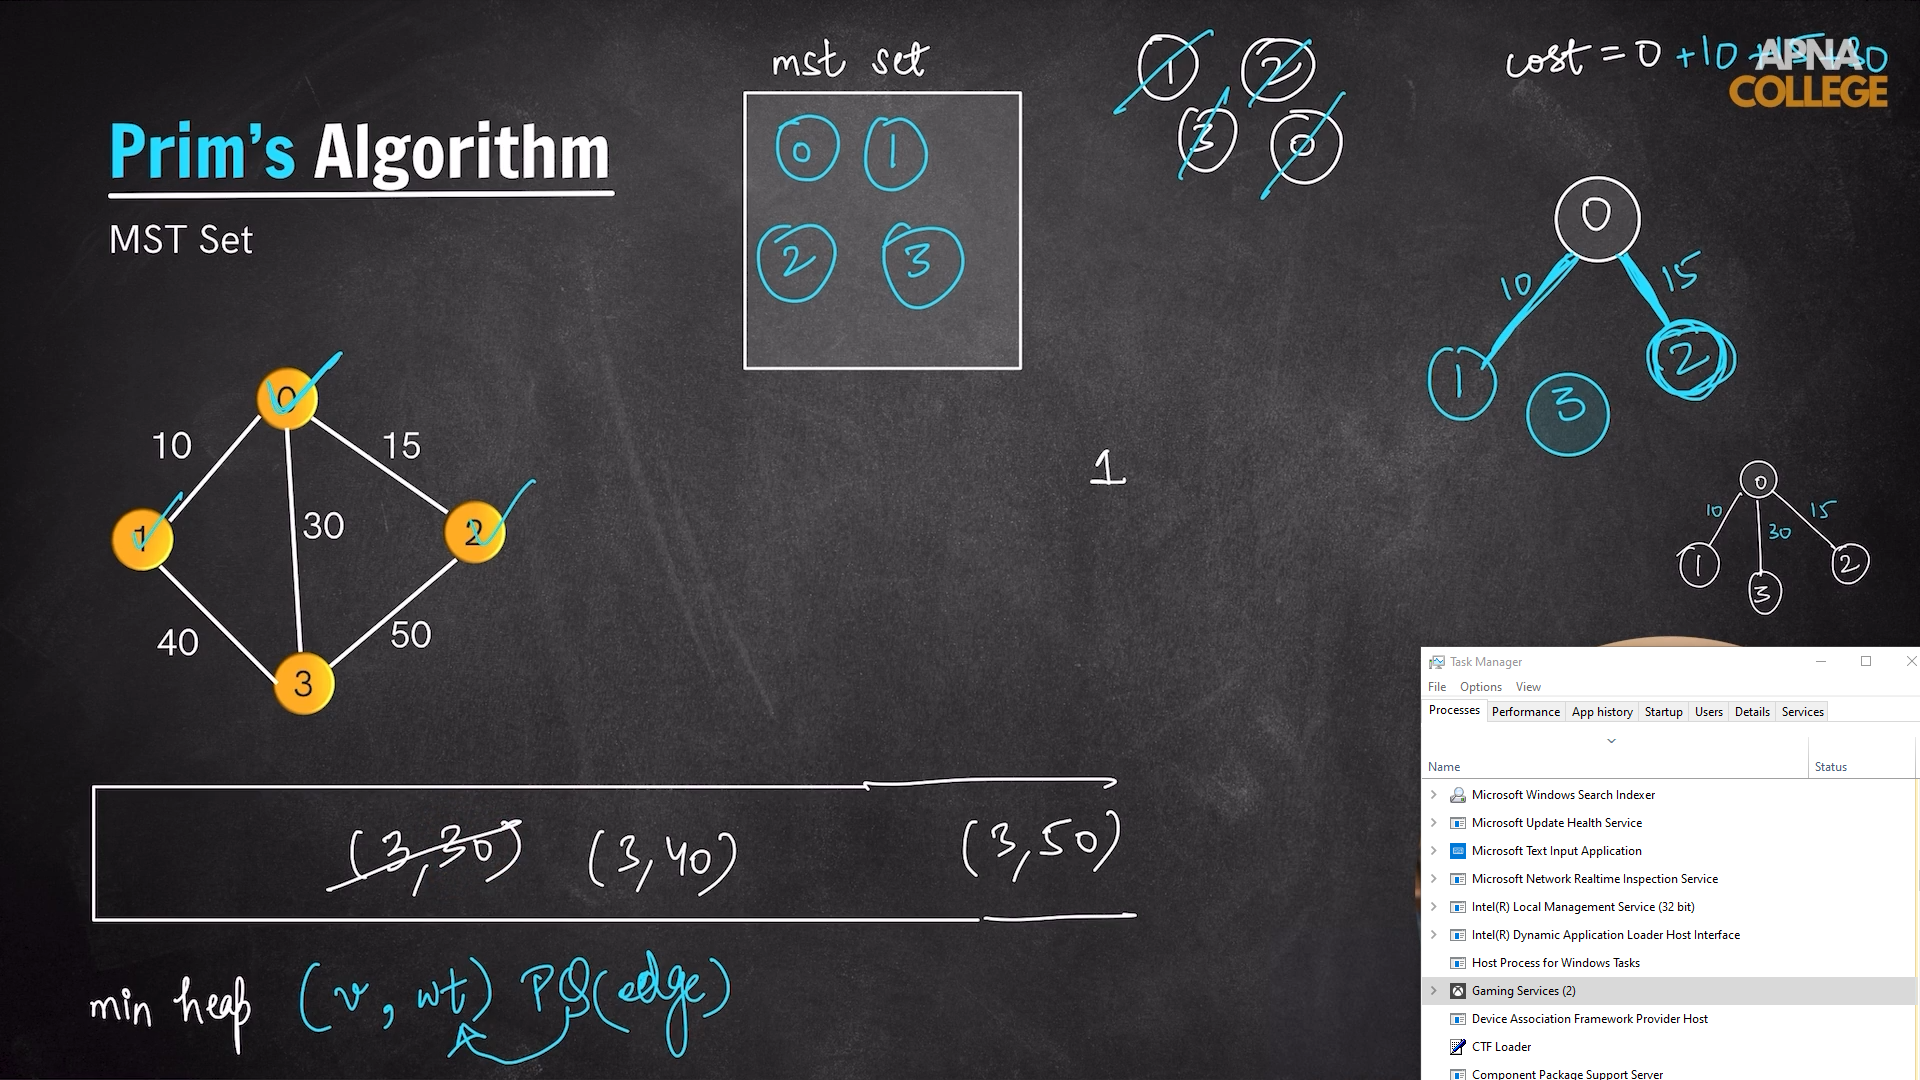 mst set
cost = 0 +10 +15 +30
APNA
COLLEGE
Prim's Algorithm
MST Set
0 1
2 3
1 2
3 0
0
10 15
1 3 2
0
10 15
30
1 2
40 50
3
1
0
10 30 15
1 3 2
(3,30) (3,40) (3,50)
min heap (v, wt) PQ(edge)
Task Manager
File Options View
Processes Performance App history Startup Users Details Services
Name Status
Microsoft Windows Search Indexer
Microsoft Update Health Service
Microsoft Text Input Application
Microsoft Network Realtime Inspection Service
Intel(R) Local Management Service (32 bit)
Intel(R) Dynamic Application Loader Host Interface
Host Process for Windows Tasks
Gaming Services (2)
Device Association Framework Provider Host
CTF Loader
Component Package Support Server